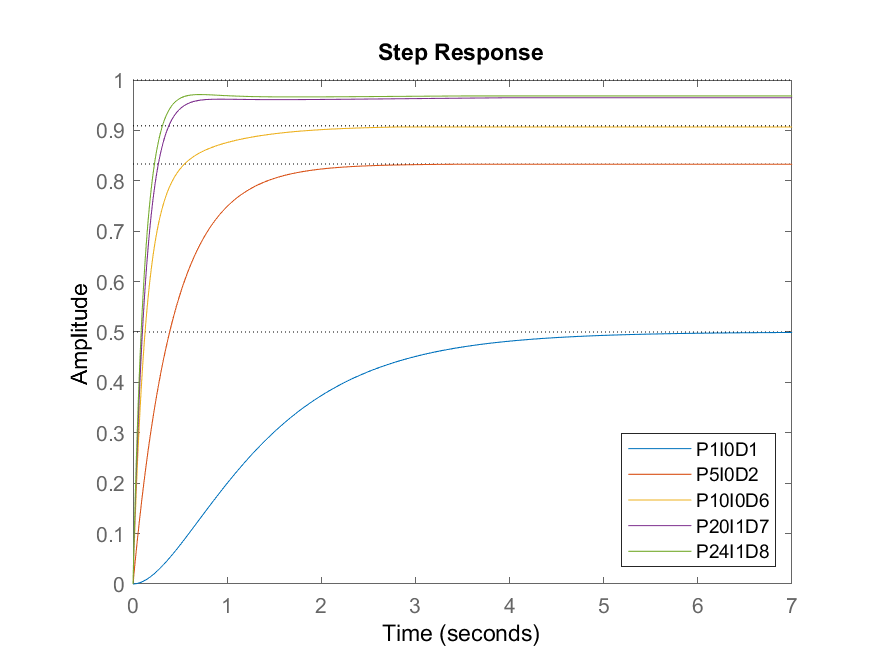 Step Response
Amplitude
1
0.9
0.8
0.7
0.6
0.5
0.4
0.3
0.2
0.1
0
0 1 2 3 4 5 6 7
Time (seconds)
P1I0D1
P5I0D2
P10I0D6
P20I1D7
P24I1D8